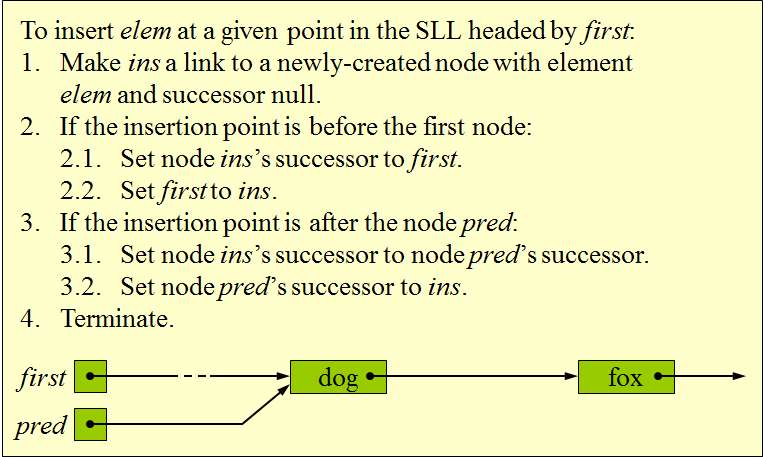 To insert elem at a given point in the SLL headed by first:
1. Make ins a link to a newly-created node with element
elem and successor null.
2. If the insertion point is before the first node:
2.1. Set node ins’s successor to first.
2.2. Set first to ins.
3. If the insertion point is after the node pred:
3.1. Set node ins’s successor to node pred’s successor.
3.2. Set node pred’s successor to ins.
4. Terminate.
first dog fox
pred